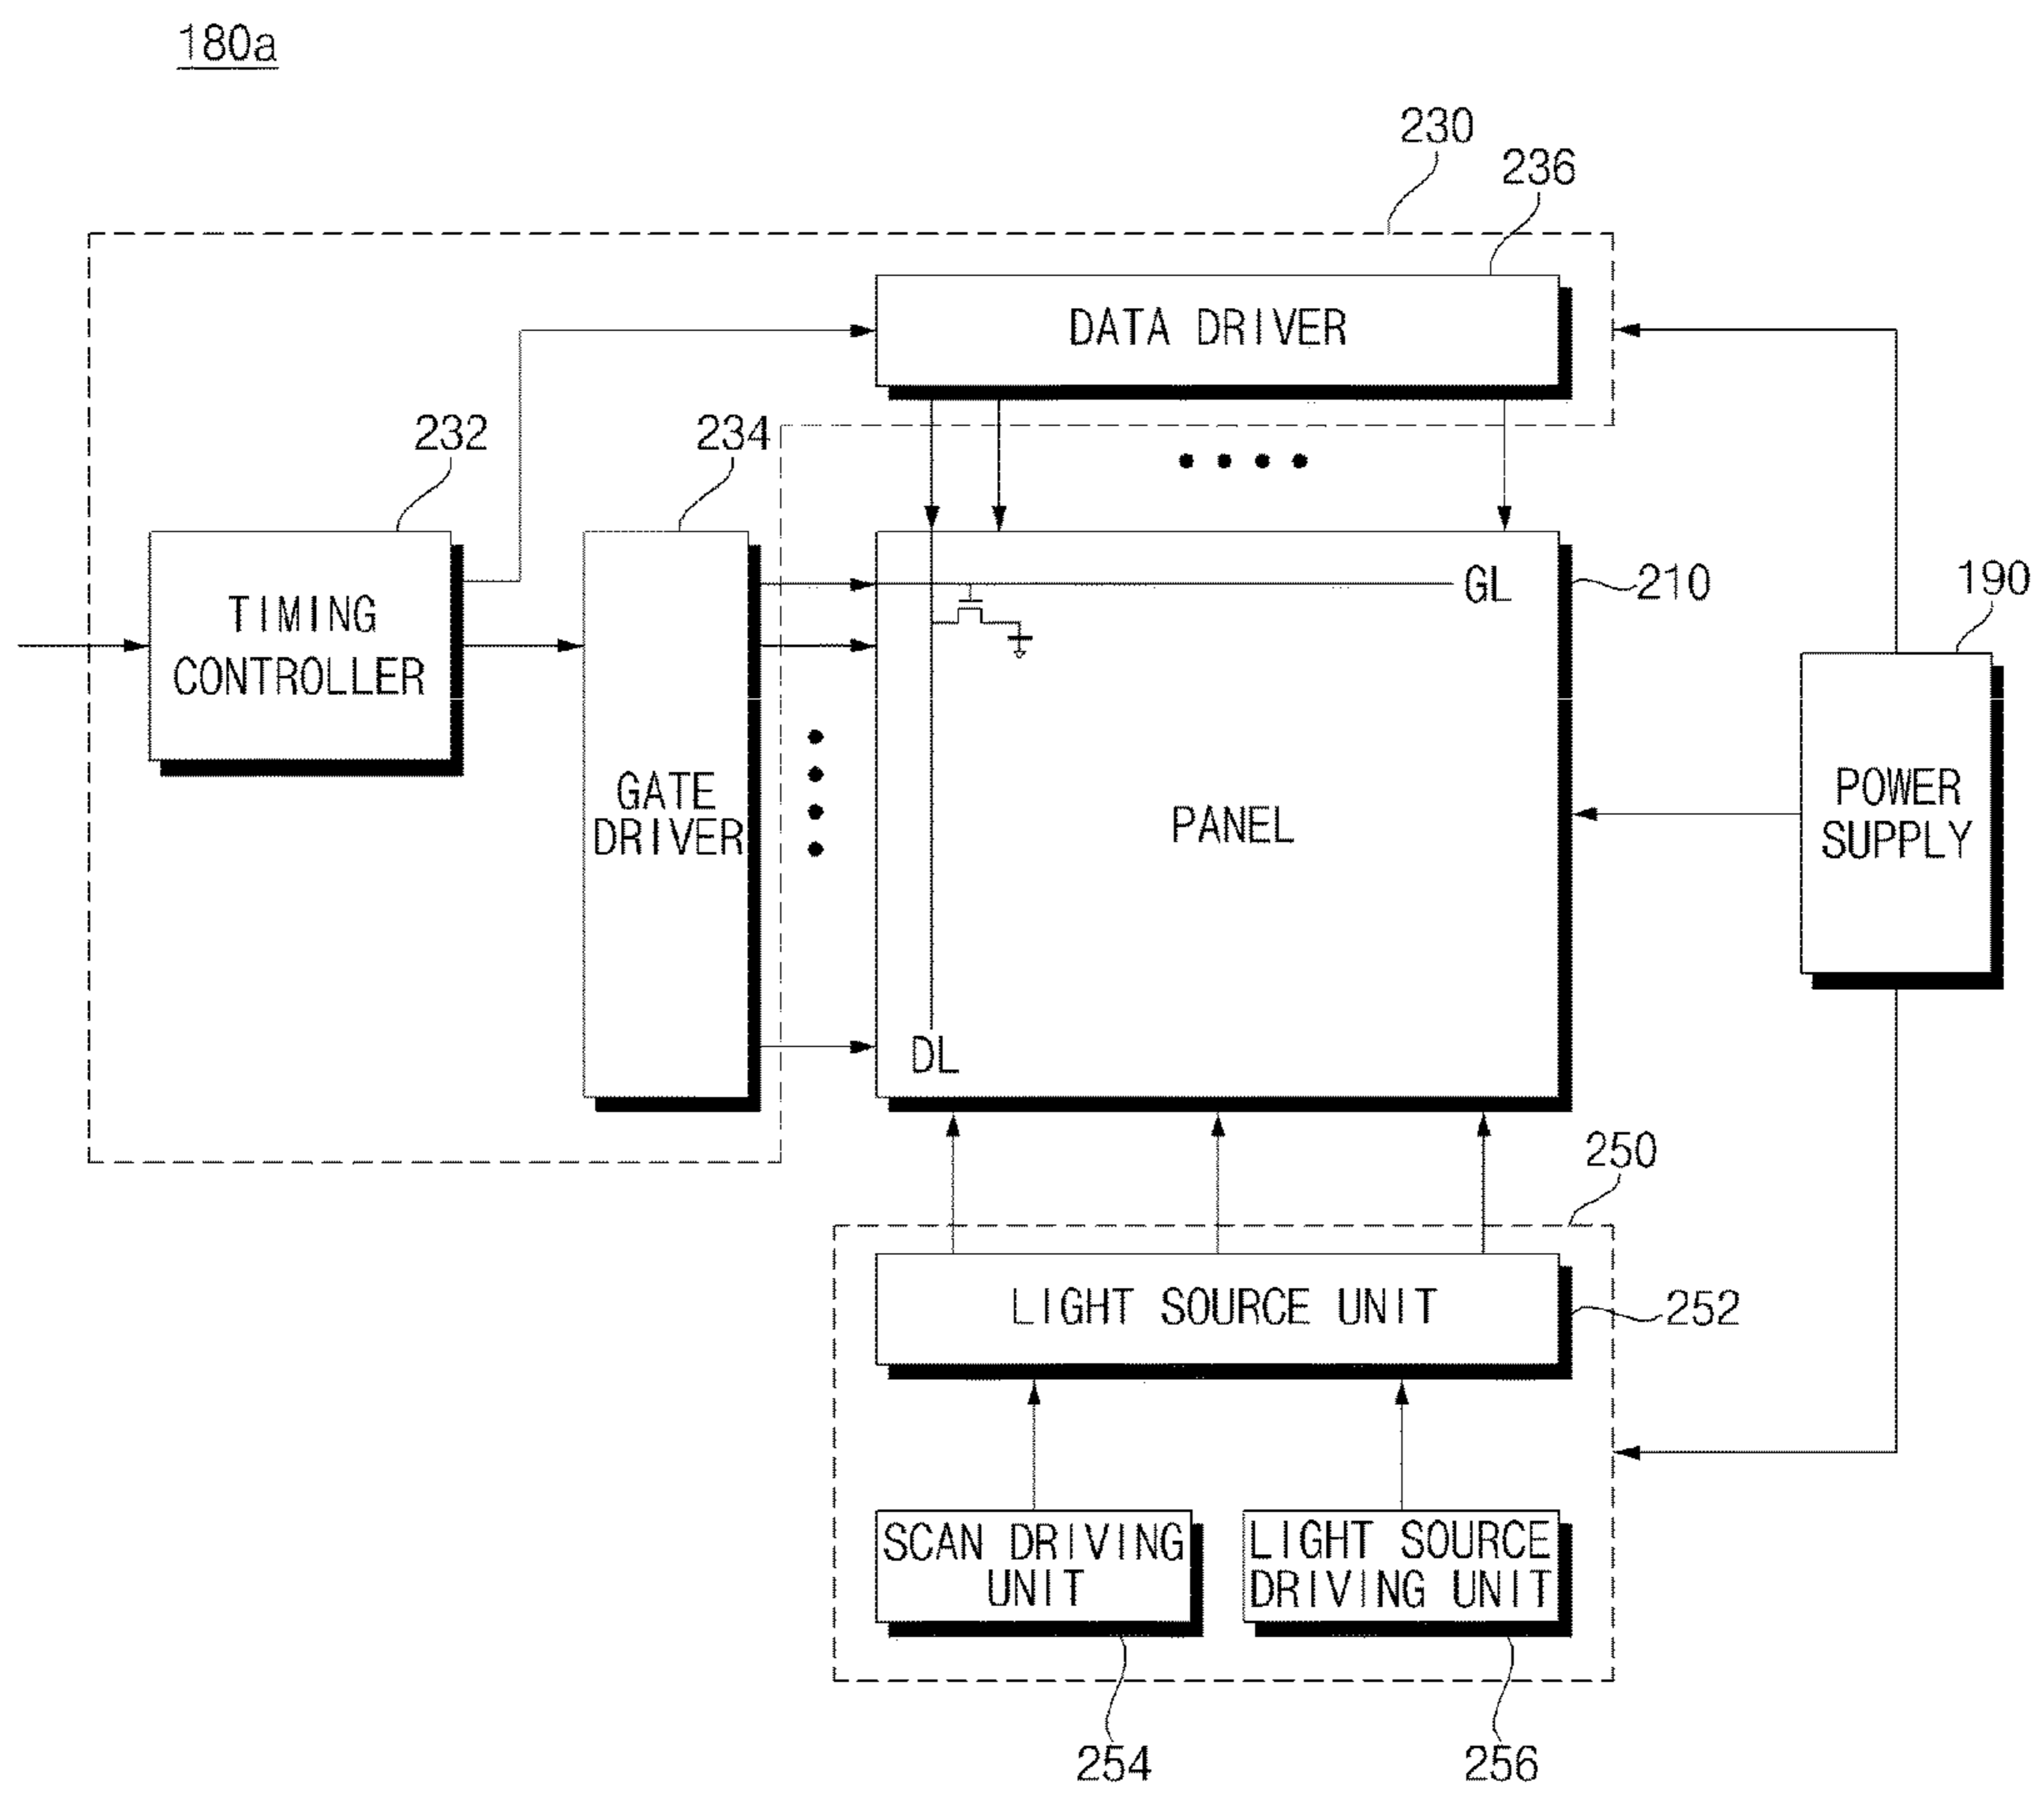 180a
230
236
DATA DRIVER
232
234
TIMING
CONTROLLER
GATE
DRIVER
GL
210
190
PANEL
POWER
SUPPLY
DL
250
LIGHT SOURCE UNIT
252
SCAN DRIVING
UNIT
LIGHT SOURCE
DRIVING UNIT
254
256